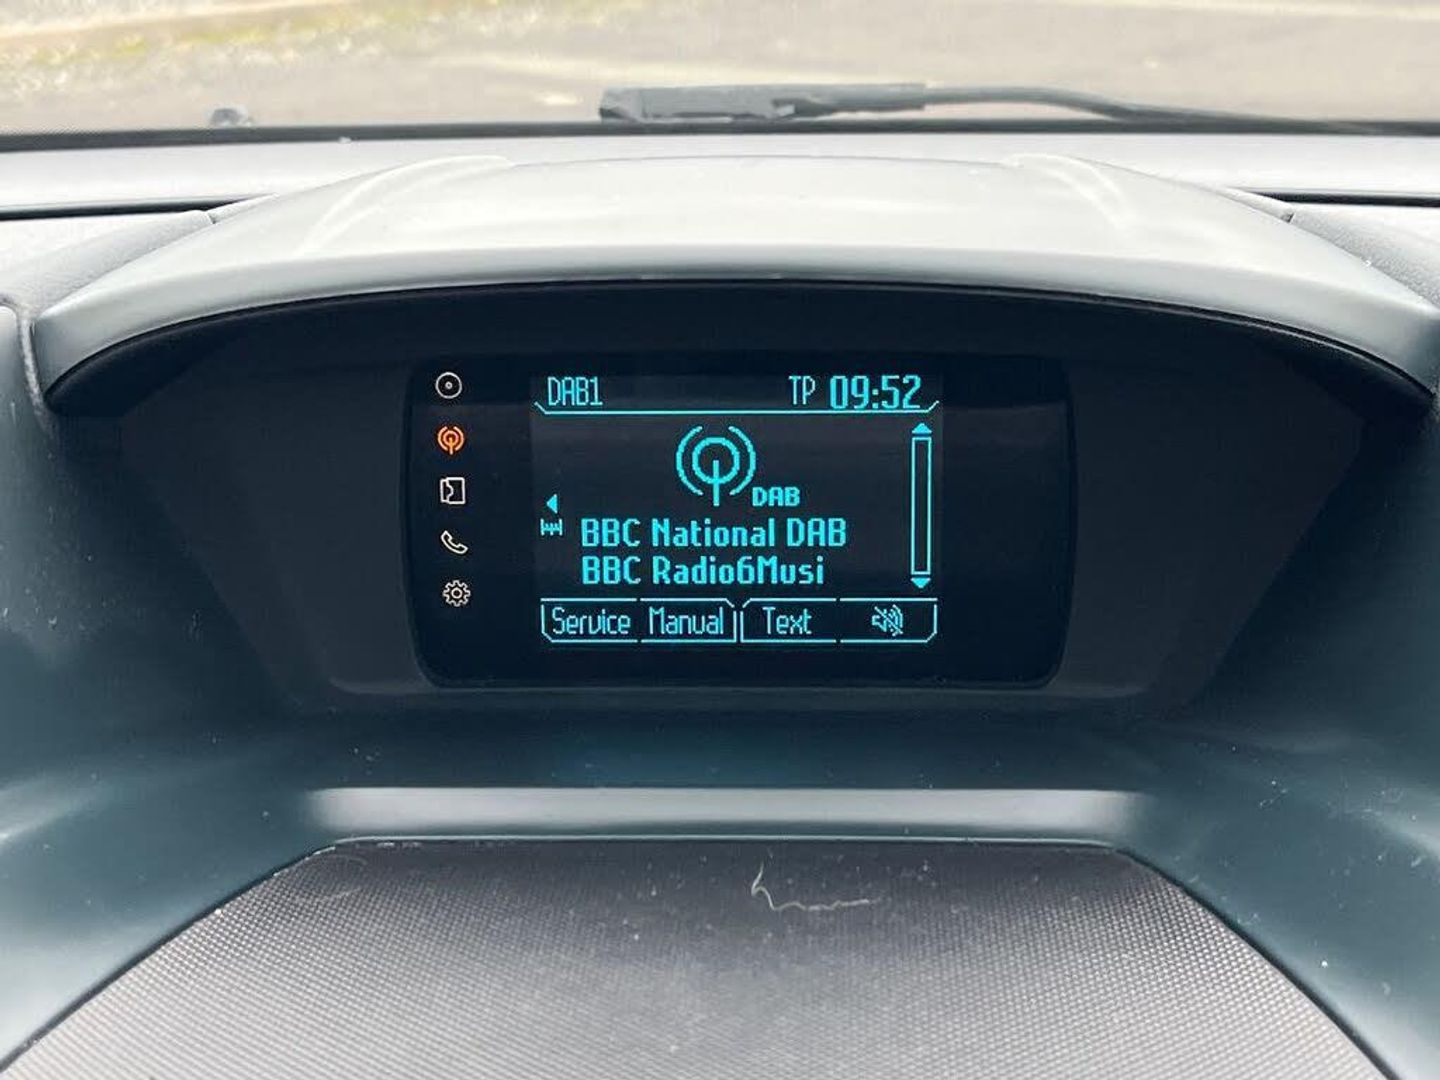 DAB1 TP 09:52
DAB
BBC National DAB
BBC Radio6Musi
Service Manual Text